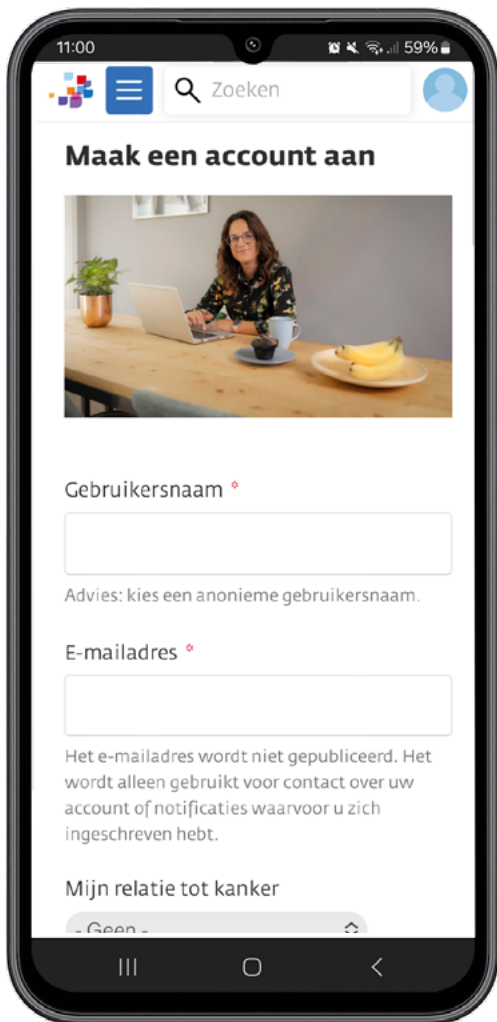 11:00
59%
Zoeken
Maak een account aan
Gebruikersnaam *
Advies: kies een anonieme gebruikersnaam.
E-mailadres *
Het e-mailadres wordt niet gepubliceerd. Het
wordt alleen gebruikt voor contact over uw
account of notificaties waarvoor u zich
ingeschreven hebt.
Mijn relatie tot kanker
- Geen -